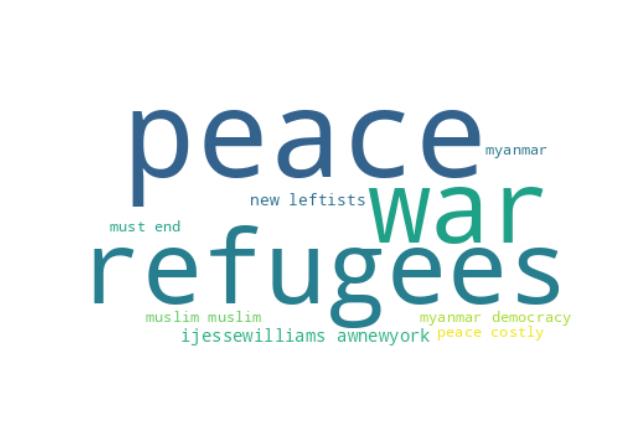 peace
myanmar
war
new leftists
must end
refugees
muslim muslim
myanmar democracy
ijessewilliams awnewyork
peace costly